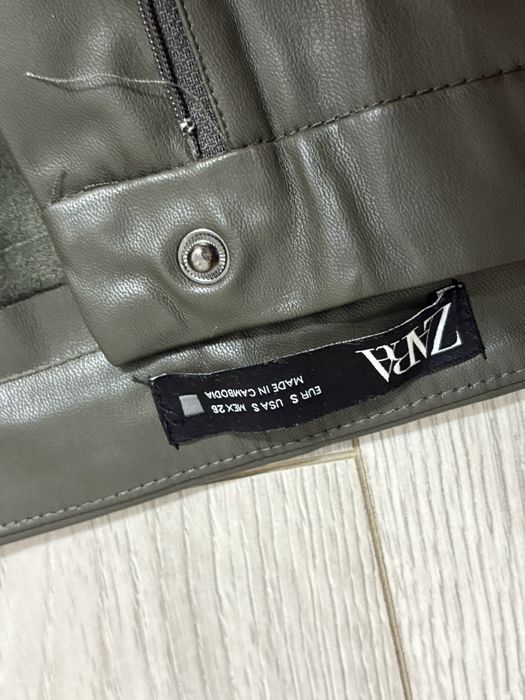 ZARA
EUR S USA S MEX 26
MADE IN CAMBODIA